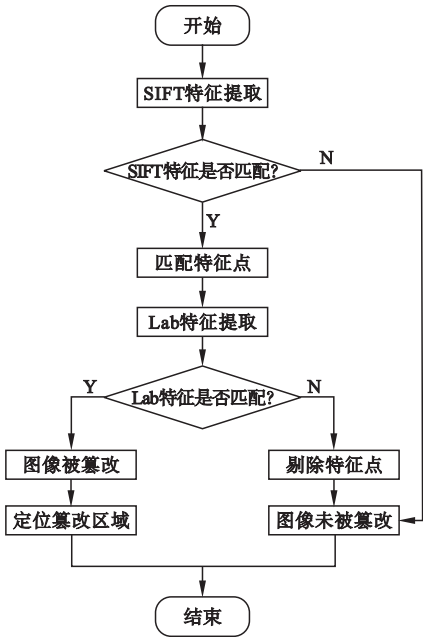 开始
SIFT特征提取
SIFT特征是否匹配?
N
Y
匹配特征点
Lab特征提取
Y
Lab特征是否匹配?
N
图像被篡改
剔除特征点
定位篡改区域
图像未被篡改
结束